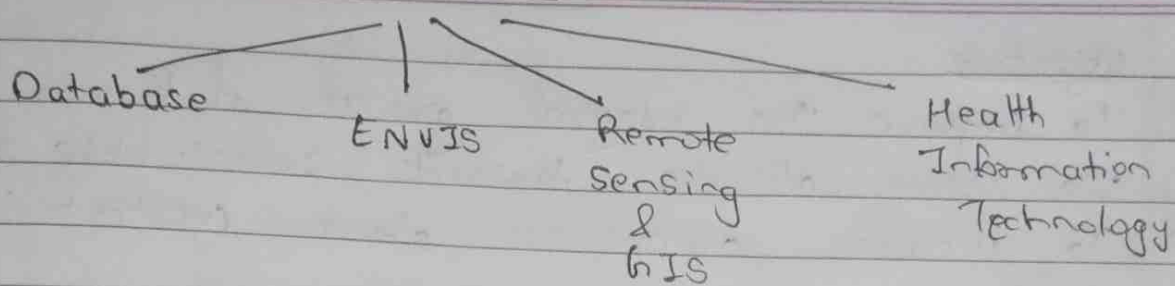 Database
ENVIS
Remote
sensing
&
GIS
Health
Information
Technology